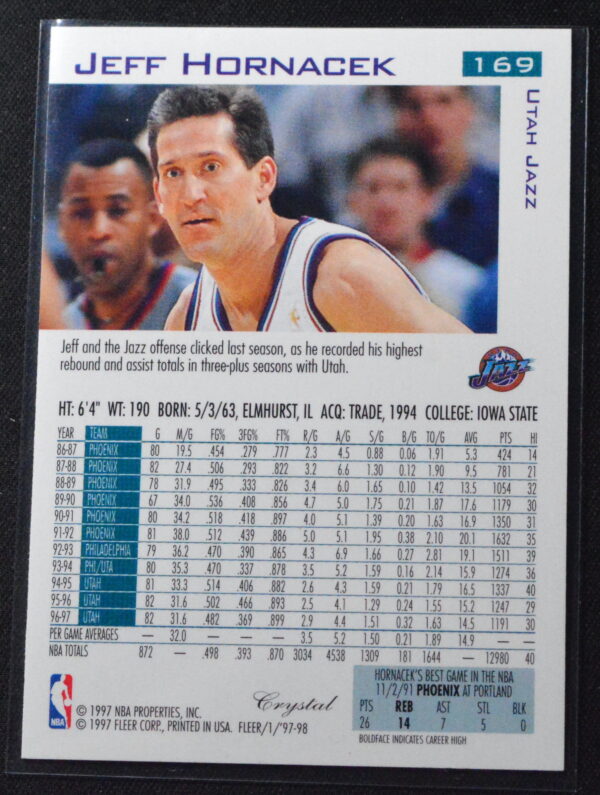 JEFF HORNACEK 169
UTAH JAZZ
Jeff and the Jazz offense clicked last season, as he recorded his highest
rebound and assist totals in three-plus seasons with Utah.
JAZZ
HT: 6'4" WT: 190 BORN: 5/3/63, ELMHURST, IL ACQ: TRADE, 1994 COLLEGE: IOWA STATE
YEAR TEAM G M/G FG% 3FG% FT% R/G A/G S/G B/G TO/G AVG PTS HI
86-87 PHOENIX 80 19.5 .454 .279 .777 2.3 4.5 0.88 0.06 1.91 5.3 424 14
87-88 PHOENIX 82 27.4 .506 .293 .822 3.2 6.6 1.30 0.12 1.90 9.5 781 21
88-89 PHOENIX 78 31.9 .495 .333 .826 3.4 6.0 1.65 0.10 1.42 13.5 1054 32
89-90 PHOENIX 67 34.0 .536 .408 .856 4.7 5.0 1.75 0.21 1.87 17.6 1179 30
90-91 PHOENIX 80 34.2 .518 .418 .897 4.0 5.1 1.39 0.20 1.63 16.9 1350 31
91-92 PHOENIX 81 38.0 .512 .439 .886 5.0 5.1 1.95 0.38 2.10 20.1 1632 35
92-93 PHILADELPHIA 79 36.2 .470 .390 .865 4.3 6.9 1.66 0.27 2.81 19.1 1511 39
93-94 PHI/UTA 80 35.3 .470 .337 .878 3.5 5.2 1.59 0.16 2.14 15.9 1274 36
94-95 UTAH 81 33.3 .514 .406 .882 2.6 4.3 1.59 0.21 1.79 16.5 1337 40
95-96 UTAH 82 31.6 .502 .466 .893 2.5 4.1 1.29 0.24 1.55 15.2 1247 29
96-97 UTAH 82 31.6 .482 .369 .899 2.9 4.4 1.51 0.32 1.63 14.5 1191 30
PER GAME AVERAGES — 32.0 — — — 3.5 5.2 1.50 0.21 1.89 14.9 — —
NBA TOTALS 872 — .498 .393 .870 3034 4538 1309 181 1644 — 12980 40
HORNACEK'S BEST GAME IN THE NBA
11/2/91 PHOENIX AT PORTLAND
PTS REB AST STL BLK
26 14 7 5 0
BOLDFACE INDICATES CAREER HIGH
Crystal
NBA
© 1997 NBA PROPERTIES, INC.
© 1997 FLEER CORP., PRINTED IN USA. FLEER/1/'97-98